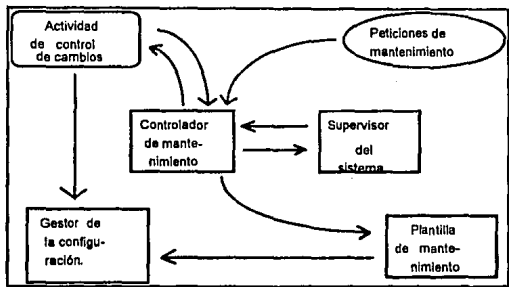 Actividad
de control
de cambios
Peticiones de
mantenimiento
Controlador
de mante-
nimiento
Supervisor
del
sistema
Gestor de
la configu-
ración.
Plantilla
de mante-
nimiento